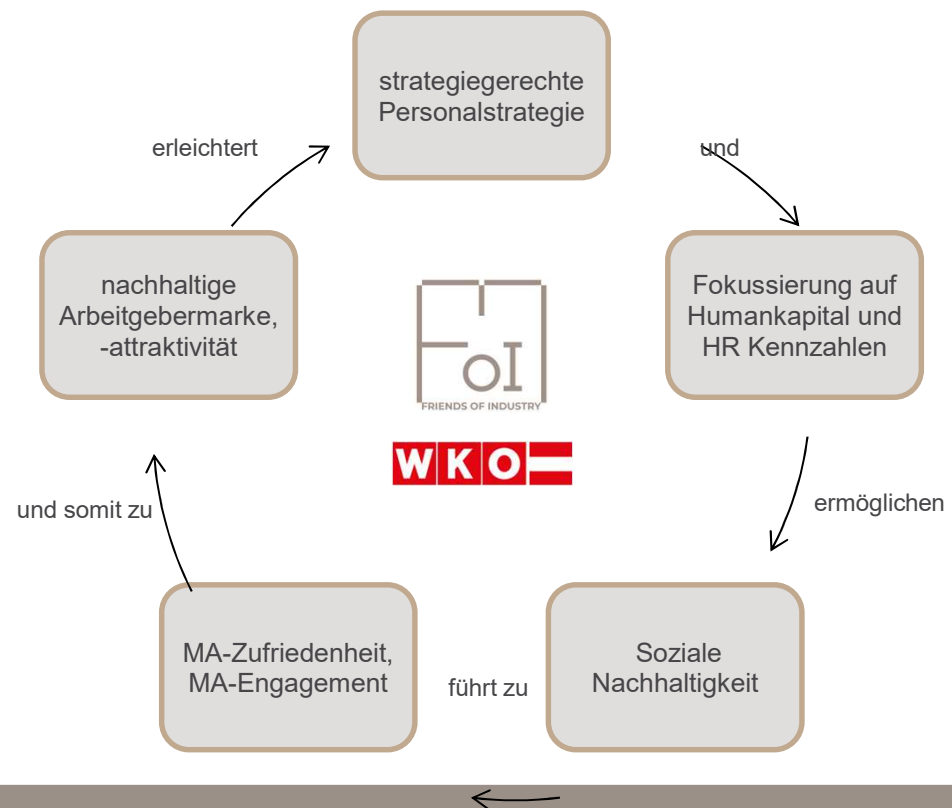 strategiegerechte
Personalstrategie
und
Fokussierung auf
Humankapital und
HR Kennzahlen
ermöglichen
Soziale
Nachhaltigkeit
führt zu
MA-Zufriedenheit,
MA-Engagement
und somit zu
nachhaltige
Arbeitgebermarke,
-attraktivität
erleichtert
FoI
FRIENDS OF INDUSTRY
WKO